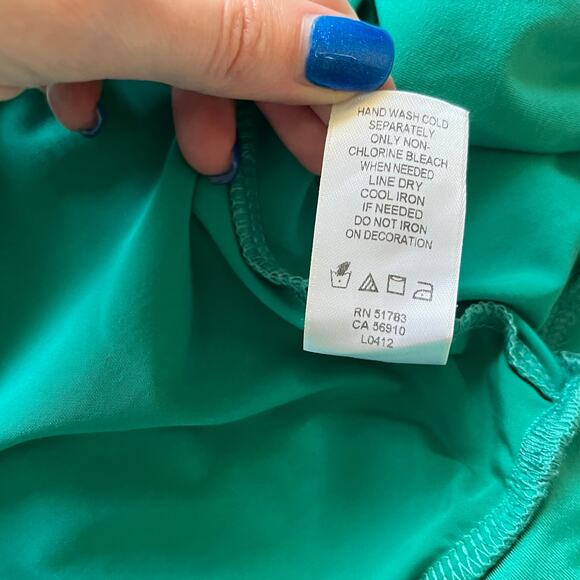 HAND WASH COLD
SEPARATELY
ONLY NON-
CHLORINE BLEACH
WHEN NEEDED
LINE DRY
COOL IRON
IF NEEDED
DO NOT IRON
ON DECORATION
RN 51783
CA 56910
L0412